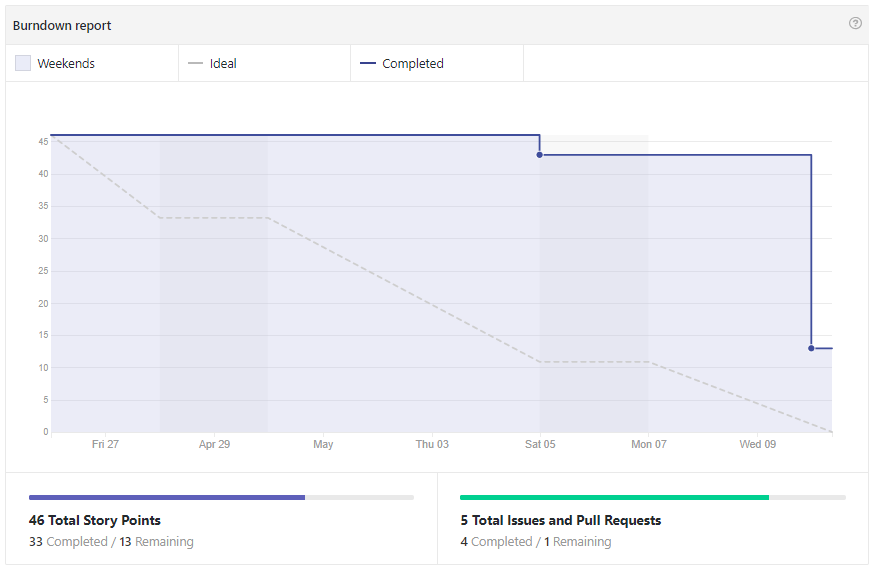 Burndown report
?
Weekends
Ideal
Completed
45
40
35
30
25
20
15
10
5
0
Fri 27 Apr 29 May Thu 03 Sat 05 Mon 07 Wed 09
46 Total Story Points
33 Completed / 13 Remaining
5 Total Issues and Pull Requests
4 Completed / 1 Remaining